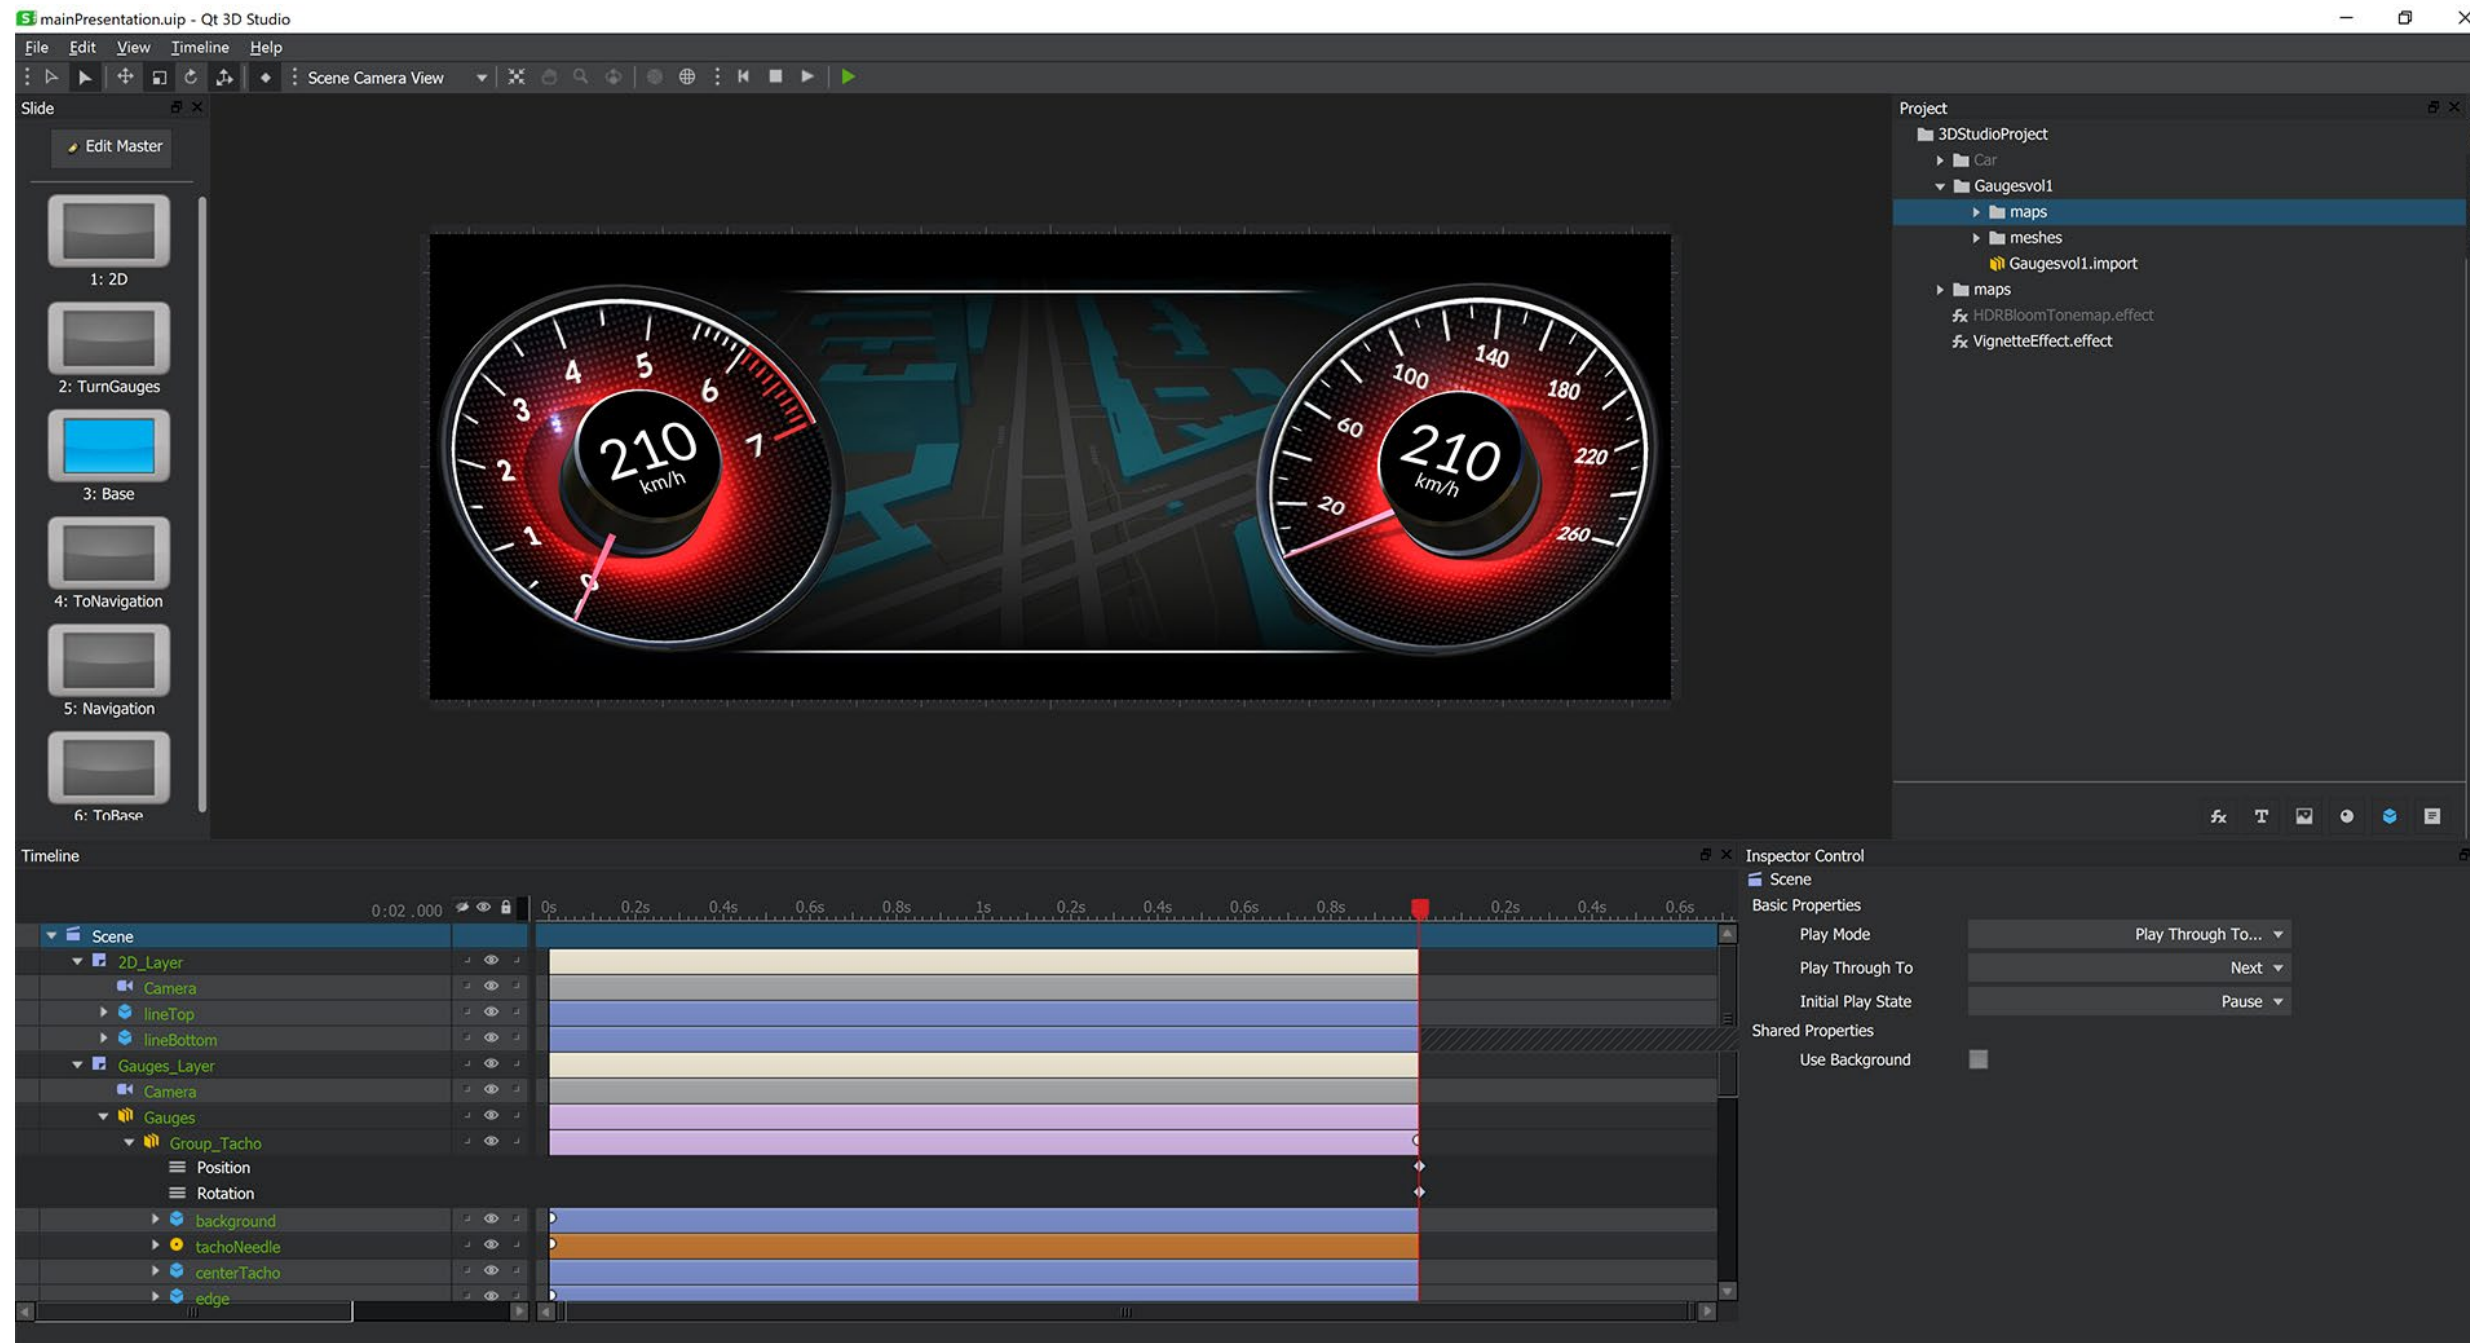 mainPresentation.uip - Qt 3D Studio
File Edit View Timeline Help
Scene Camera View
Slide
Edit Master
1: 2D
2: TurnGauges
3: Base
4: ToNavigation
5: Navigation
6: ToBase
0 1 2 3 4 5 6 7
210
km/h
20 60 100 140 180 220 260
210
km/h
Project
3DStudioProject
Car
Gaugesvol1
maps
meshes
Gaugesvol1.import
maps
HDRBloomTonemap.effect
VignetteEffect.effect
Timeline
0:02 .000
0s 0.2s 0.4s 0.6s 0.8s 1s 0.2s 0.4s 0.6s 0.8s 0.2s 0.4s 0.6s
Scene
2D_Layer
Camera
lineTop
lineBottom
Gauges_Layer
Camera
Gauges
Group_Tacho
Position
Rotation
background
tachoNeedle
centerTacho
edge
Inspector Control
Scene
Basic Properties
Play Mode Play Through To...
Play Through To Next
Initial Play State Pause
Shared Properties
Use Background